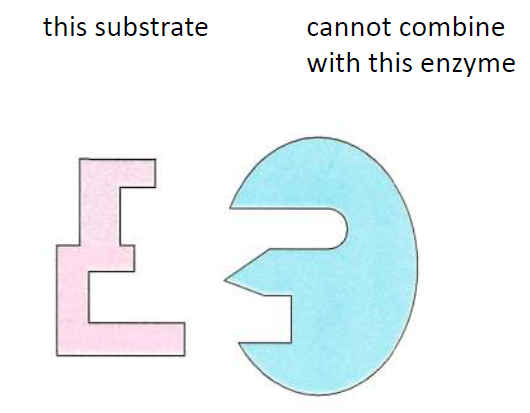 this substrate
cannot combine
with this enzyme